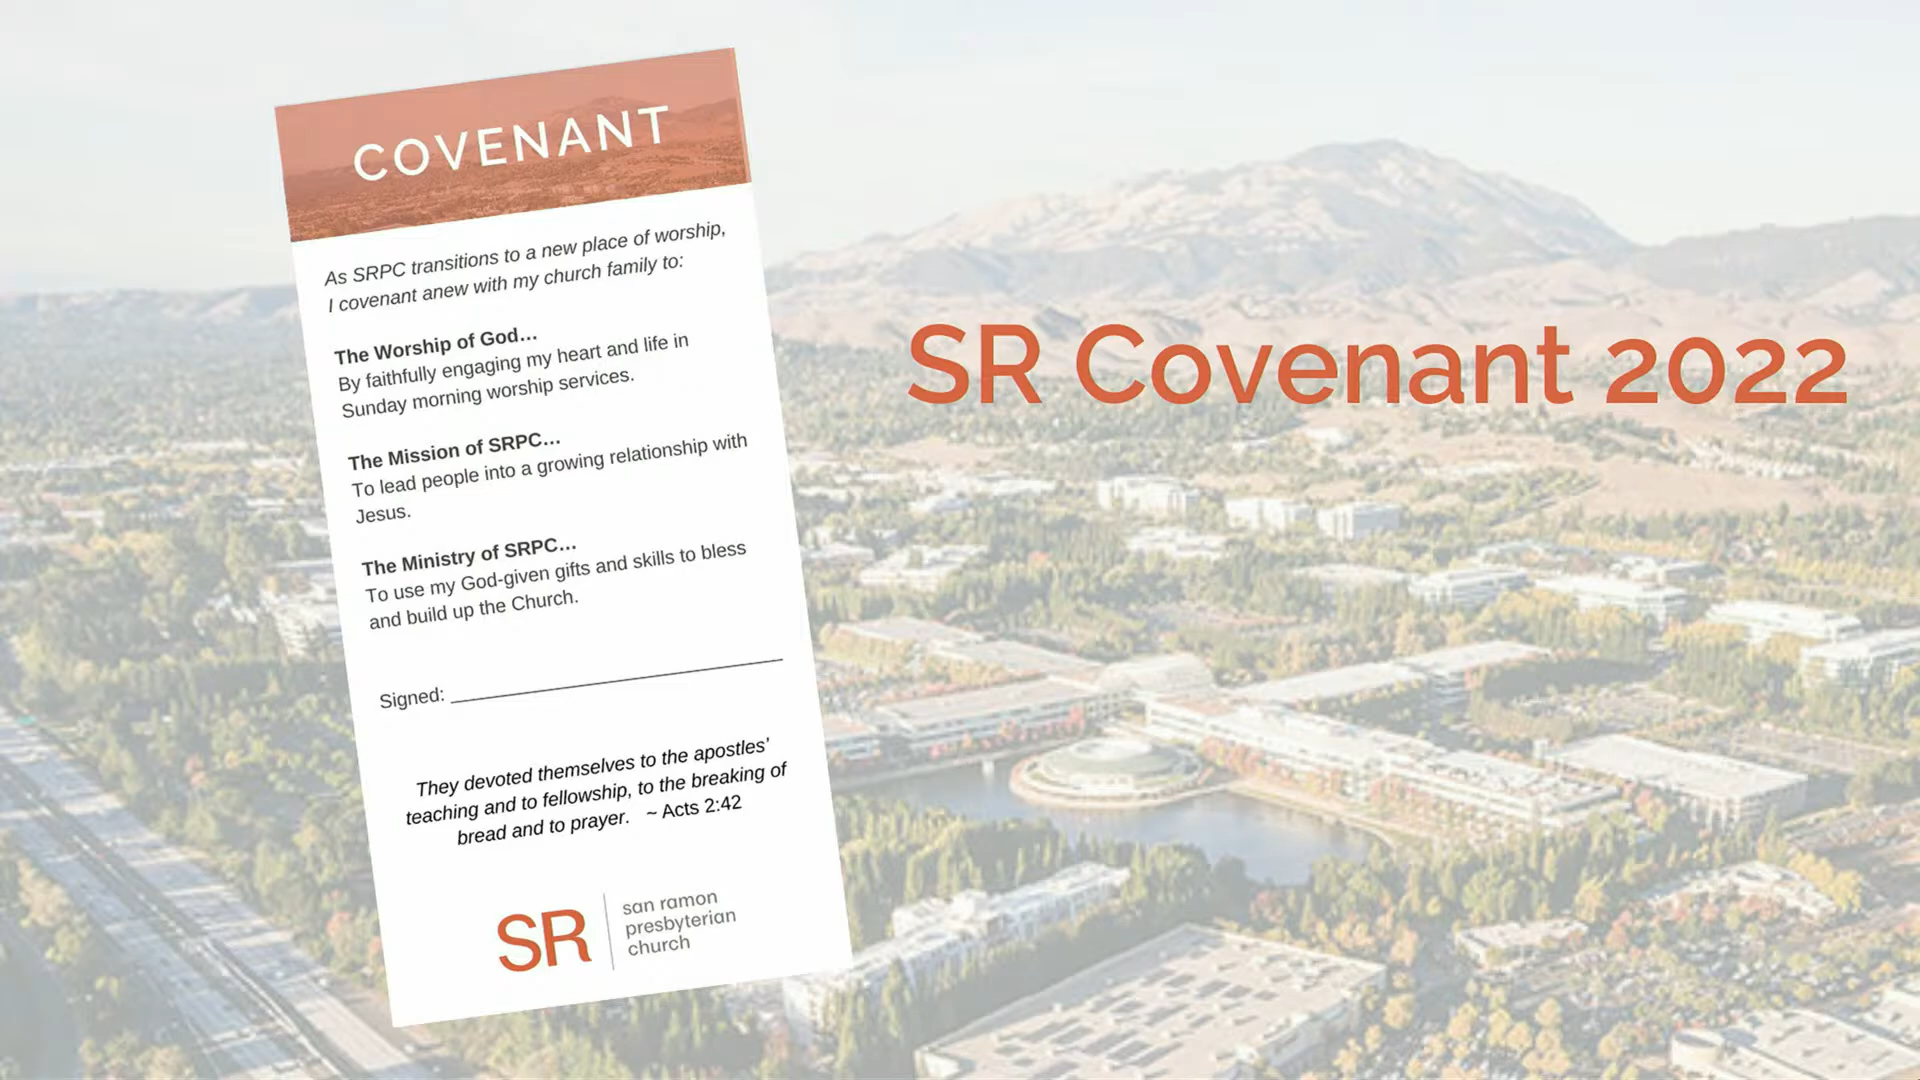 COVENANT
As SRPC transitions to a new place of worship,
I covenant anew with my church family to:
The Worship of God…
By faithfully engaging my heart and life in
Sunday morning worship services.
The Mission of SRPC…
To lead people into a growing relationship with
Jesus.
The Ministry of SRPC…
To use my God-given gifts and skills to bless
and build up the Church.
Signed: ______________________________
They devoted themselves to the apostles’
teaching and to fellowship, to the breaking of
bread and to prayer. ~ Acts 2:42
SR
san ramon
presbyterian
church
SR Covenant 2022